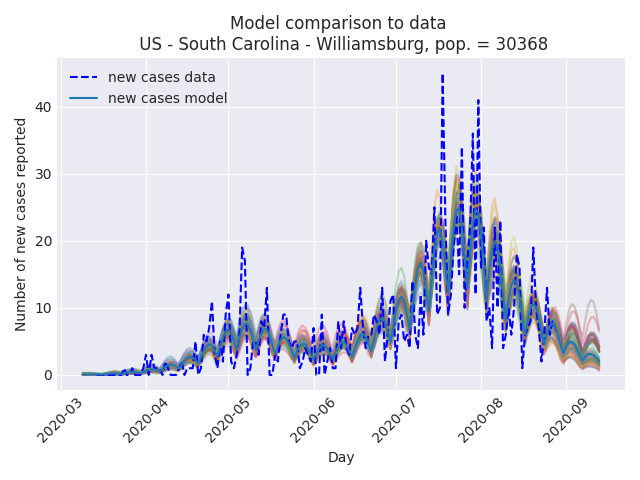 Model comparison to data
US - South Carolina - Williamsburg, pop. = 30368
new cases data
new cases model
Number of new cases reported
40
30
20
10
0
2020-03
2020-04
2020-05
2020-06
2020-07
2020-08
2020-09
Day